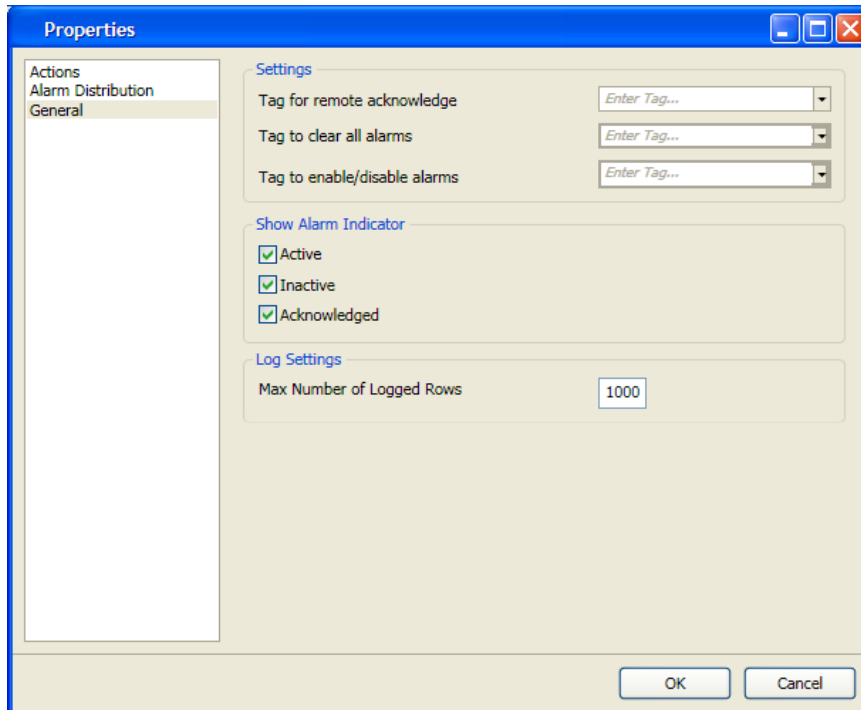 Properties
Actions
Alarm Distribution
General
Settings
Tag for remote acknowledge
Enter Tag...
Tag to clear all alarms
Enter Tag...
Tag to enable/disable alarms
Enter Tag...
Show Alarm Indicator
Active
Inactive
Acknowledged
Log Settings
Max Number of Logged Rows
1000
OK
Cancel